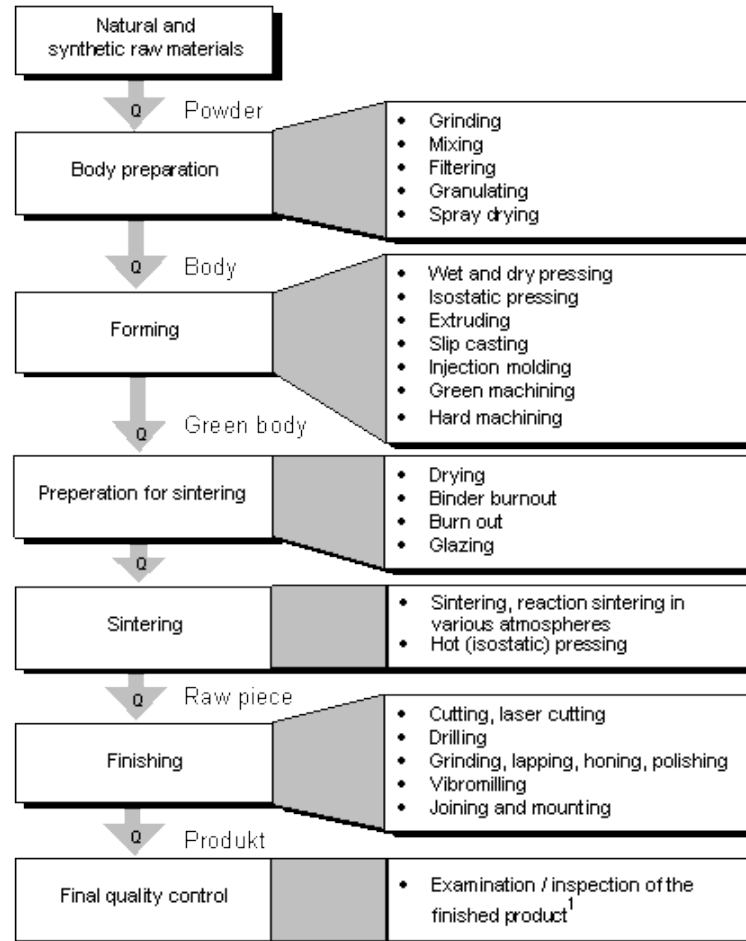 Natural and
synthetic raw materials
Q
Powder
Body preparation
• Grinding
• Mixing
• Filtering
• Granulating
• Spray drying
Q
Body
Forming
• Wet and dry pressing
• Isostatic pressing
• Extruding
• Slip casting
• Injection molding
• Green machining
• Hard machining
Q
Green body
Preperation for sintering
• Drying
• Binder burnout
• Burn out
• Glazing
Q
Sintering
• Sintering, reaction sintering in
various atmospheres
• Hot (isostatic) pressing
Q
Raw piece
Finishing
• Cutting, laser cutting
• Drilling
• Grinding, lapping, honing, polishing
• Vibromilling
• Joining and mounting
Q
Produkt
Final quality control
• Examination / inspection of the
finished product¹